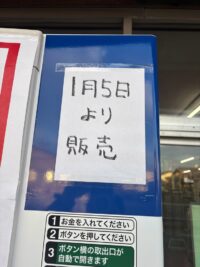 1月5日
より
販売
1 お金を入れてください
2 ボタンを押してください
3 ボタン横の取出口が
自動で開きます